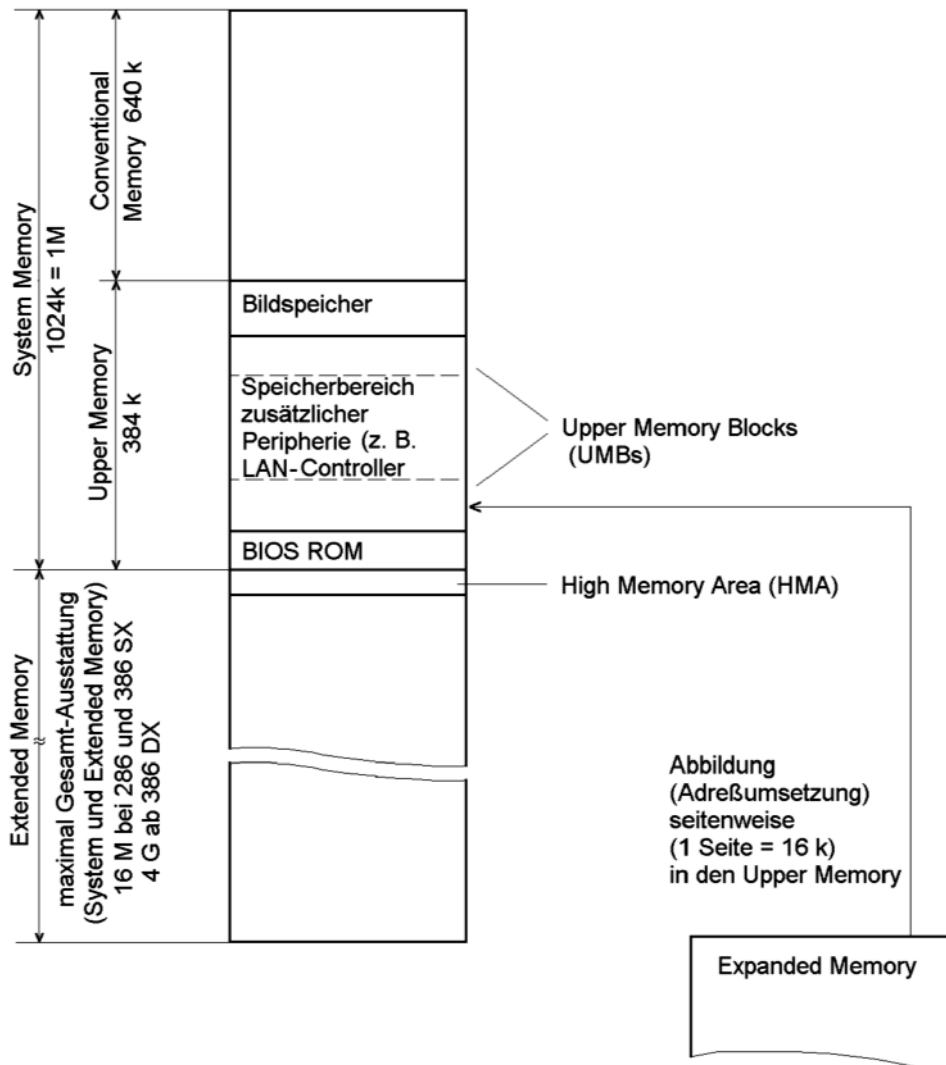 System Memory
1024k = 1M
Conventional
Memory 640 k
Upper Memory
384 k
Bildspeicher
Speicherbereich
zusätzlicher
Peripherie (z. B.
LAN-Controller
Upper Memory Blocks
(UMBs)
BIOS ROM
High Memory Area (HMA)
Extended Memory
maximal Gesamt-Ausstattung
(System und Extended Memory)
16 M bei 286 und 386 SX
4 G ab 386 DX
Abbildung
(Adreßumsetzung)
seitenweise
(1 Seite = 16 k)
in den Upper Memory
Expanded Memory